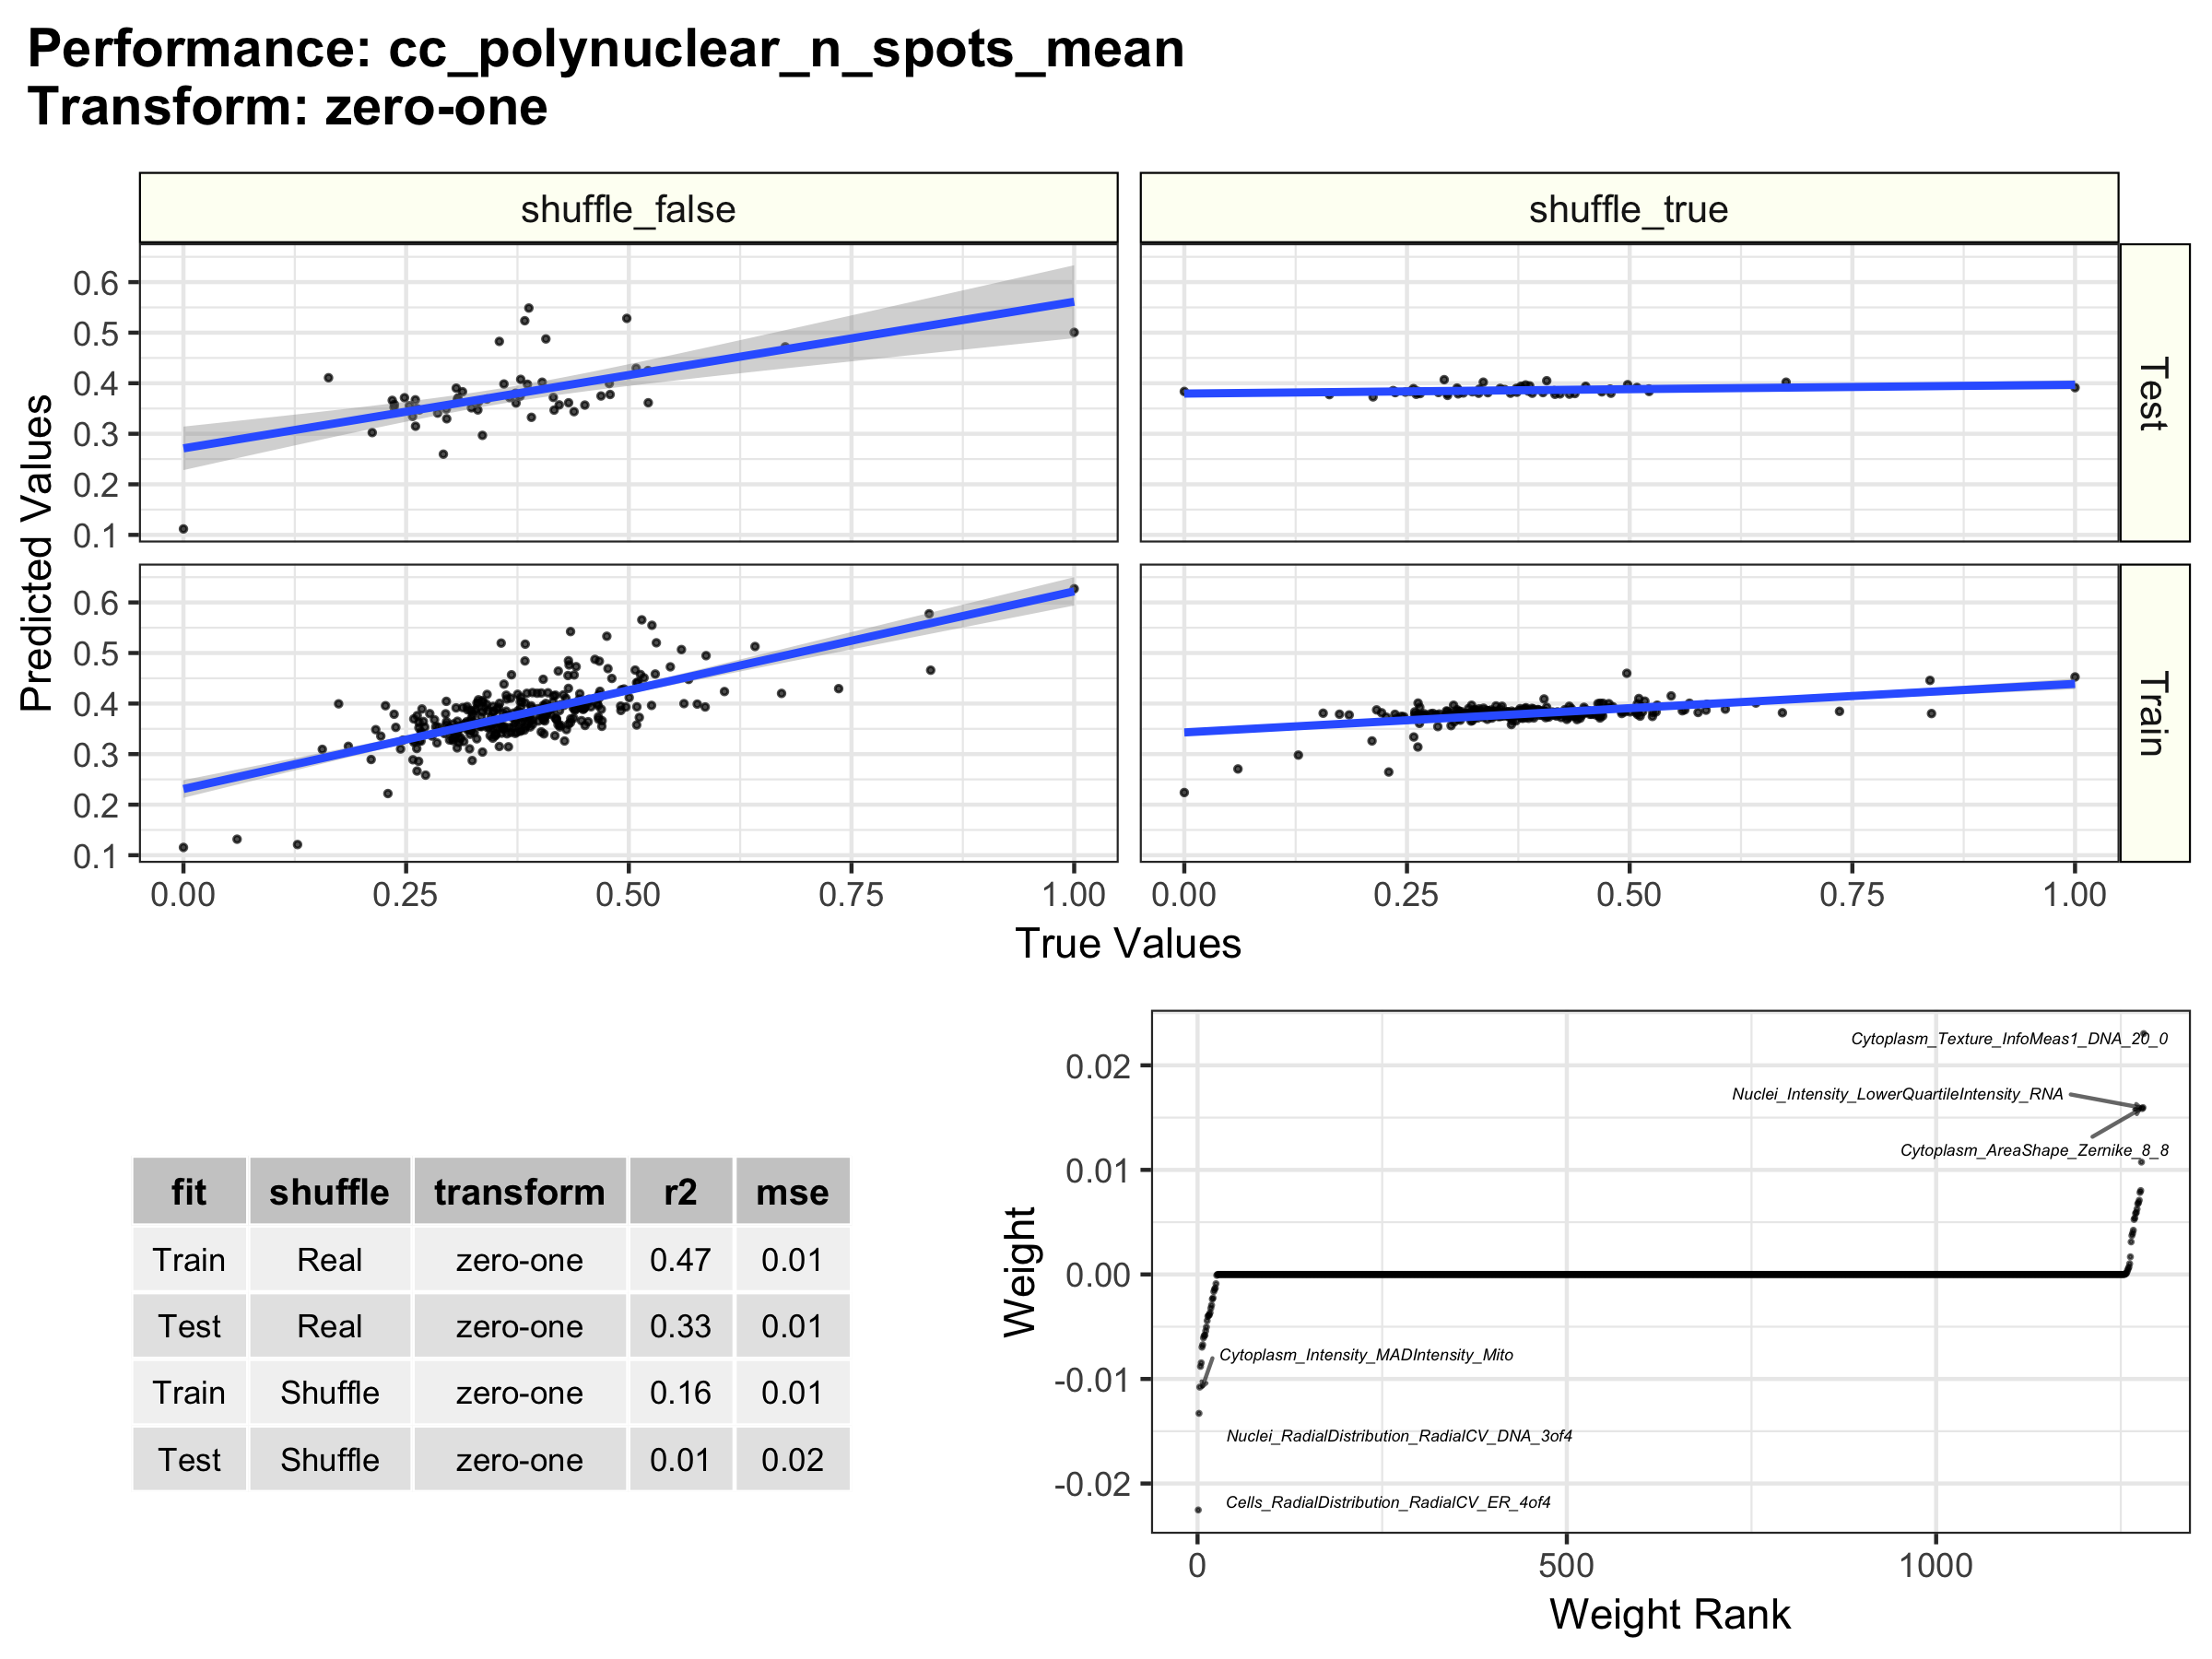 Performance: cc_polynuclear_n_spots_mean
Transform: zero-one
shuffle_false
shuffle_true
Predicted Values
0.6
0.5
0.4
0.3
0.2
0.1
Test
0.6
0.5
0.4
0.3
0.2
0.1
Train
0.00 0.25 0.50 0.75 1.00
0.00 0.25 0.50 0.75 1.00
True Values
fit shuffle transform r2 mse
Train Real zero-one 0.47 0.01
Test Real zero-one 0.33 0.01
Train Shuffle zero-one 0.16 0.01
Test Shuffle zero-one 0.01 0.02
Weight
0.02
0.01
0.00
-0.01
-0.02
Cytoplasm_Texture_InfoMeas1_DNA_20_0
Nuclei_Intensity_LowerQuartileIntensity_RNA
Cytoplasm_AreaShape_Zernike_8_8
Cytoplasm_Intensity_MADIntensity_Mito
Nuclei_RadialDistribution_RadialCV_DNA_3of4
Cells_RadialDistribution_RadialCV_ER_4of4
0 500 1000
Weight Rank